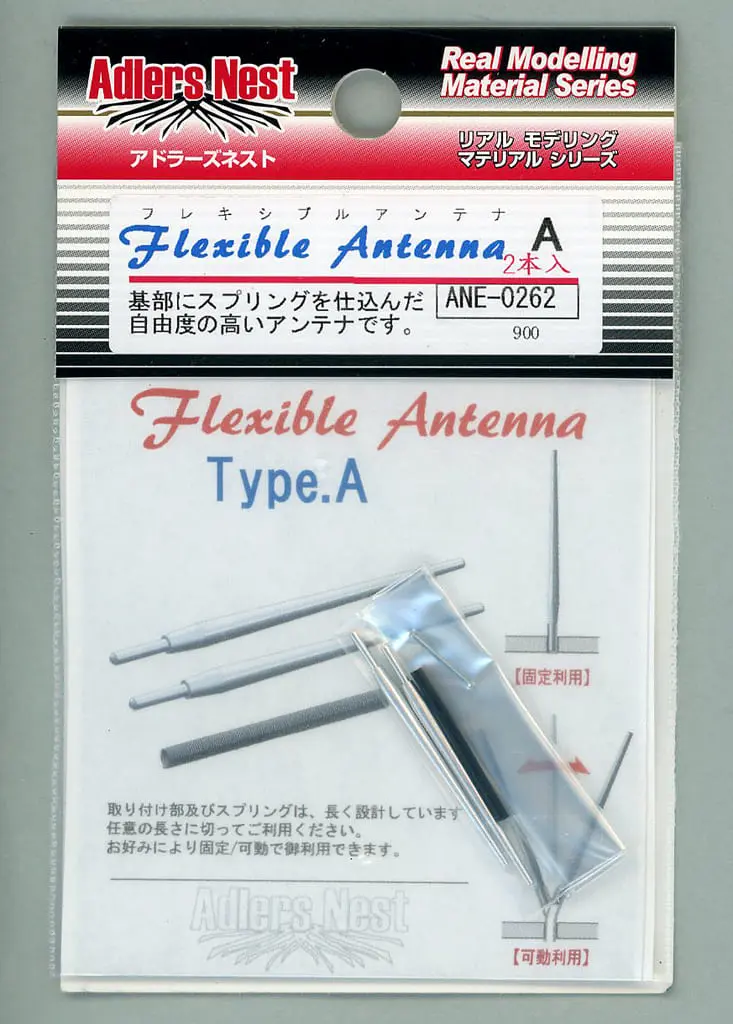 Adlers Nest
アドラーズネスト
Real Modelling
Material Series
リアル モデリング
マテリアル シリーズ
フレキシブルアンテナ
Flexible Antenna A
2本入
基部にスプリングを仕込んだ
自由度の高いアンテナです。
ANE-0262
900
Flexible Antenna
Type.A
【固定利用】
取り付け部及びスプリングは、長く設計しています
任意の長さに切ってご利用ください。
お好みにより固定/可動で御利用できます。
Adlers Nest
【可動利用】